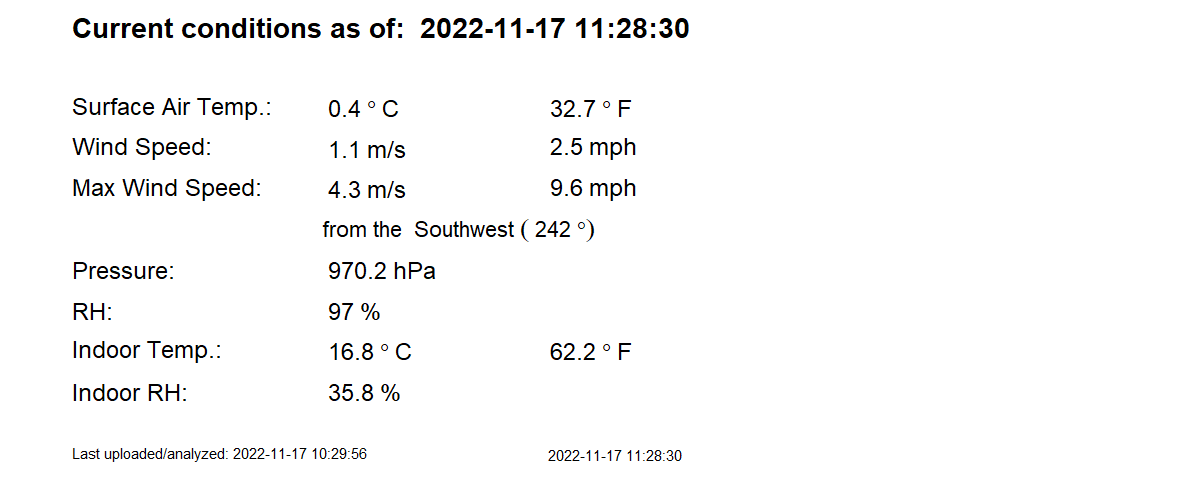 Current conditions as of: 2022-11-17 11:28:30
Surface Air Temp.: 0.4 ° C 32.7 ° F
Wind Speed: 1.1 m/s 2.5 mph
Max Wind Speed: 4.3 m/s 9.6 mph
from the Southwest ( 242 °)
Pressure: 970.2 hPa
RH: 97 %
Indoor Temp.: 16.8 ° C 62.2 ° F
Indoor RH: 35.8 %
Last uploaded/analyzed: 2022-11-17 10:29:56 2022-11-17 11:28:30